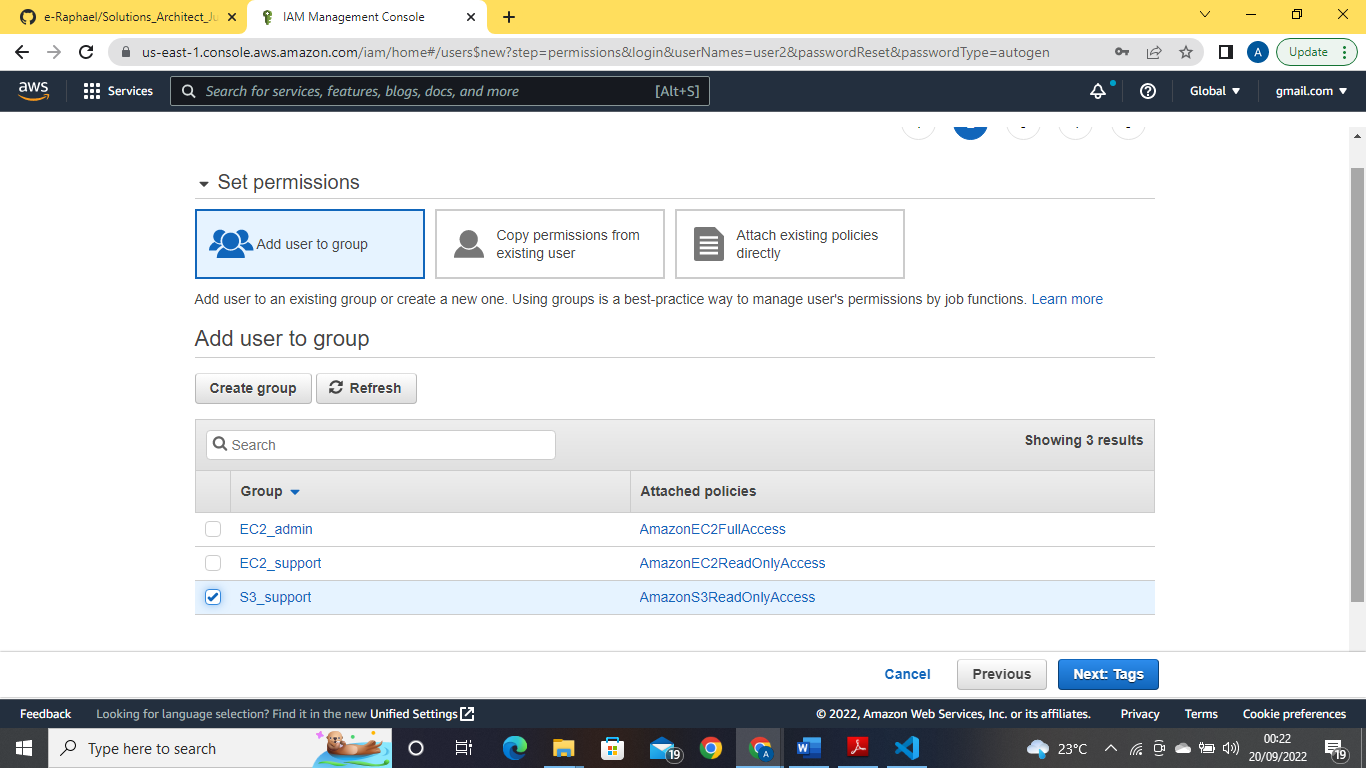 e-Raphael/Solutions_Architect_Ju
IAM Management Console
us-east-1.console.aws.amazon.com/iam/home#/users$new?step=permissions&login&userNames=user2&passwordReset&passwordType=autogen
A
Update
aws
Services
Search for services, features, blogs, docs, and more
[Alt+S]
Global
gmail.com
Set permissions
Add user to group
Copy permissions from
existing user
Attach existing policies
directly
Add user to an existing group or create a new one. Using groups is a best-practice way to manage user's permissions by job functions. Learn more
Add user to group
Create group
Refresh
Search
Showing 3 results
Group
Attached policies
EC2_admin
AmazonEC2FullAccess
EC2_support
AmazonEC2ReadOnlyAccess
S3_support
AmazonS3ReadOnlyAccess
Cancel
Previous
Next: Tags
Feedback
Looking for language selection? Find it in the new Unified Settings
© 2022, Amazon Web Services, Inc. or its affiliates.
Privacy
Terms
Cookie preferences
Type here to search
19
A
23°C
00:22
20/09/2022
19